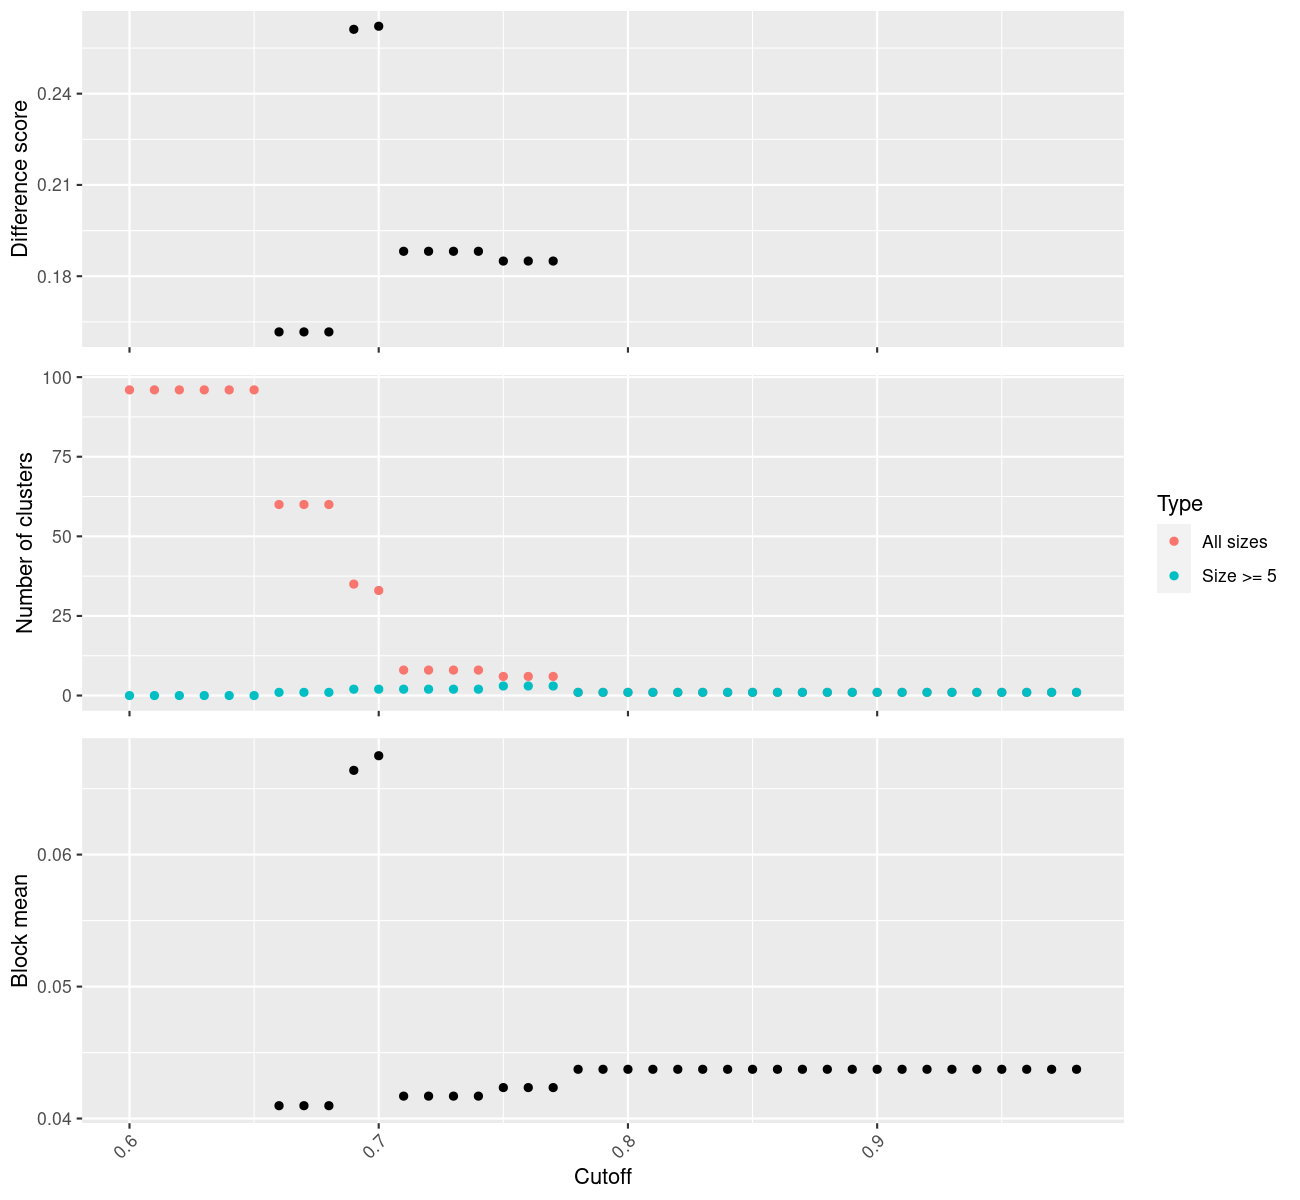 Difference score
0.24
0.21
0.18
Number of clusters
100
75
50
25
0
Type
All sizes
Size >= 5
Block mean
0.06
0.05
0.04
0.6
0.7
0.8
0.9
Cutoff